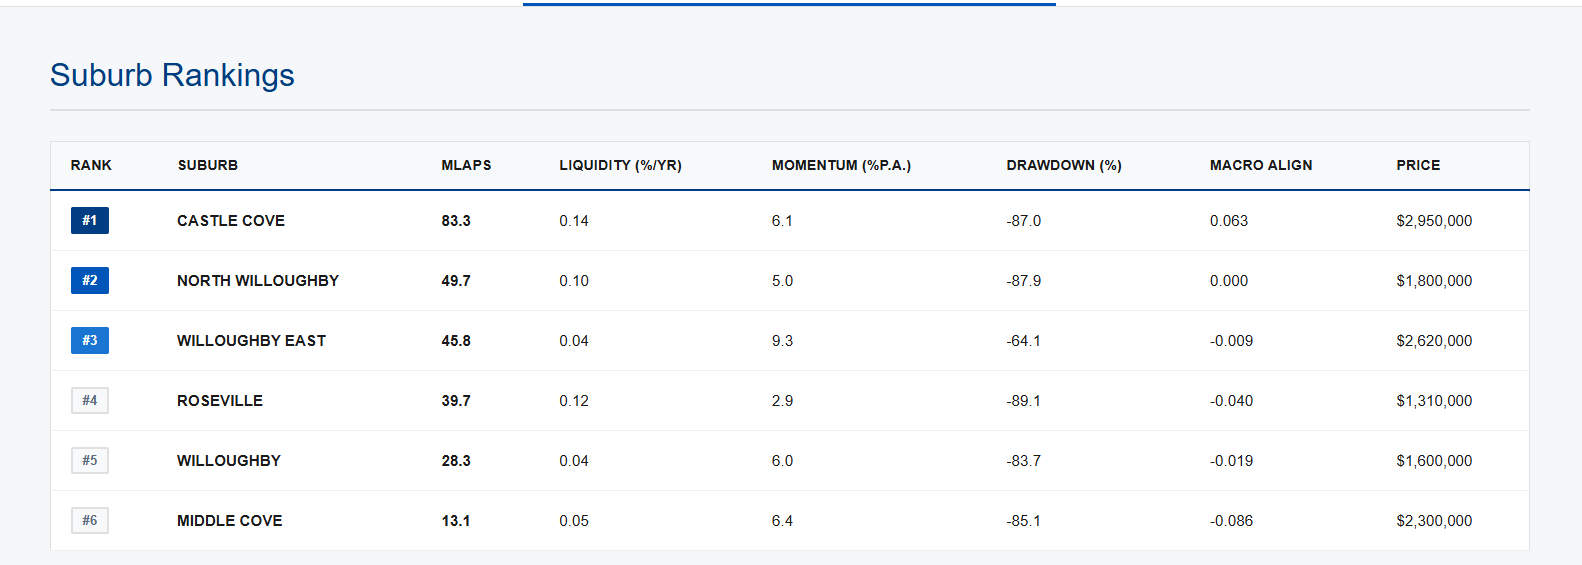 Suburb Rankings
RANK SUBURB MLAPS LIQUIDITY (%/YR) MOMENTUM (%P.A.) DRAWDOWN (%) MACRO ALIGN PRICE
#1 CASTLE COVE 83.3 0.14 6.1 -87.0 0.063 $2,950,000
#2 NORTH WILLOUGHBY 49.7 0.10 5.0 -87.9 0.000 $1,800,000
#3 WILLOUGHBY EAST 45.8 0.04 9.3 -64.1 -0.009 $2,620,000
#4 ROSEVILLE 39.7 0.12 2.9 -89.1 -0.040 $1,310,000
#5 WILLOUGHBY 28.3 0.04 6.0 -83.7 -0.019 $1,600,000
#6 MIDDLE COVE 13.1 0.05 6.4 -85.1 -0.086 $2,300,000